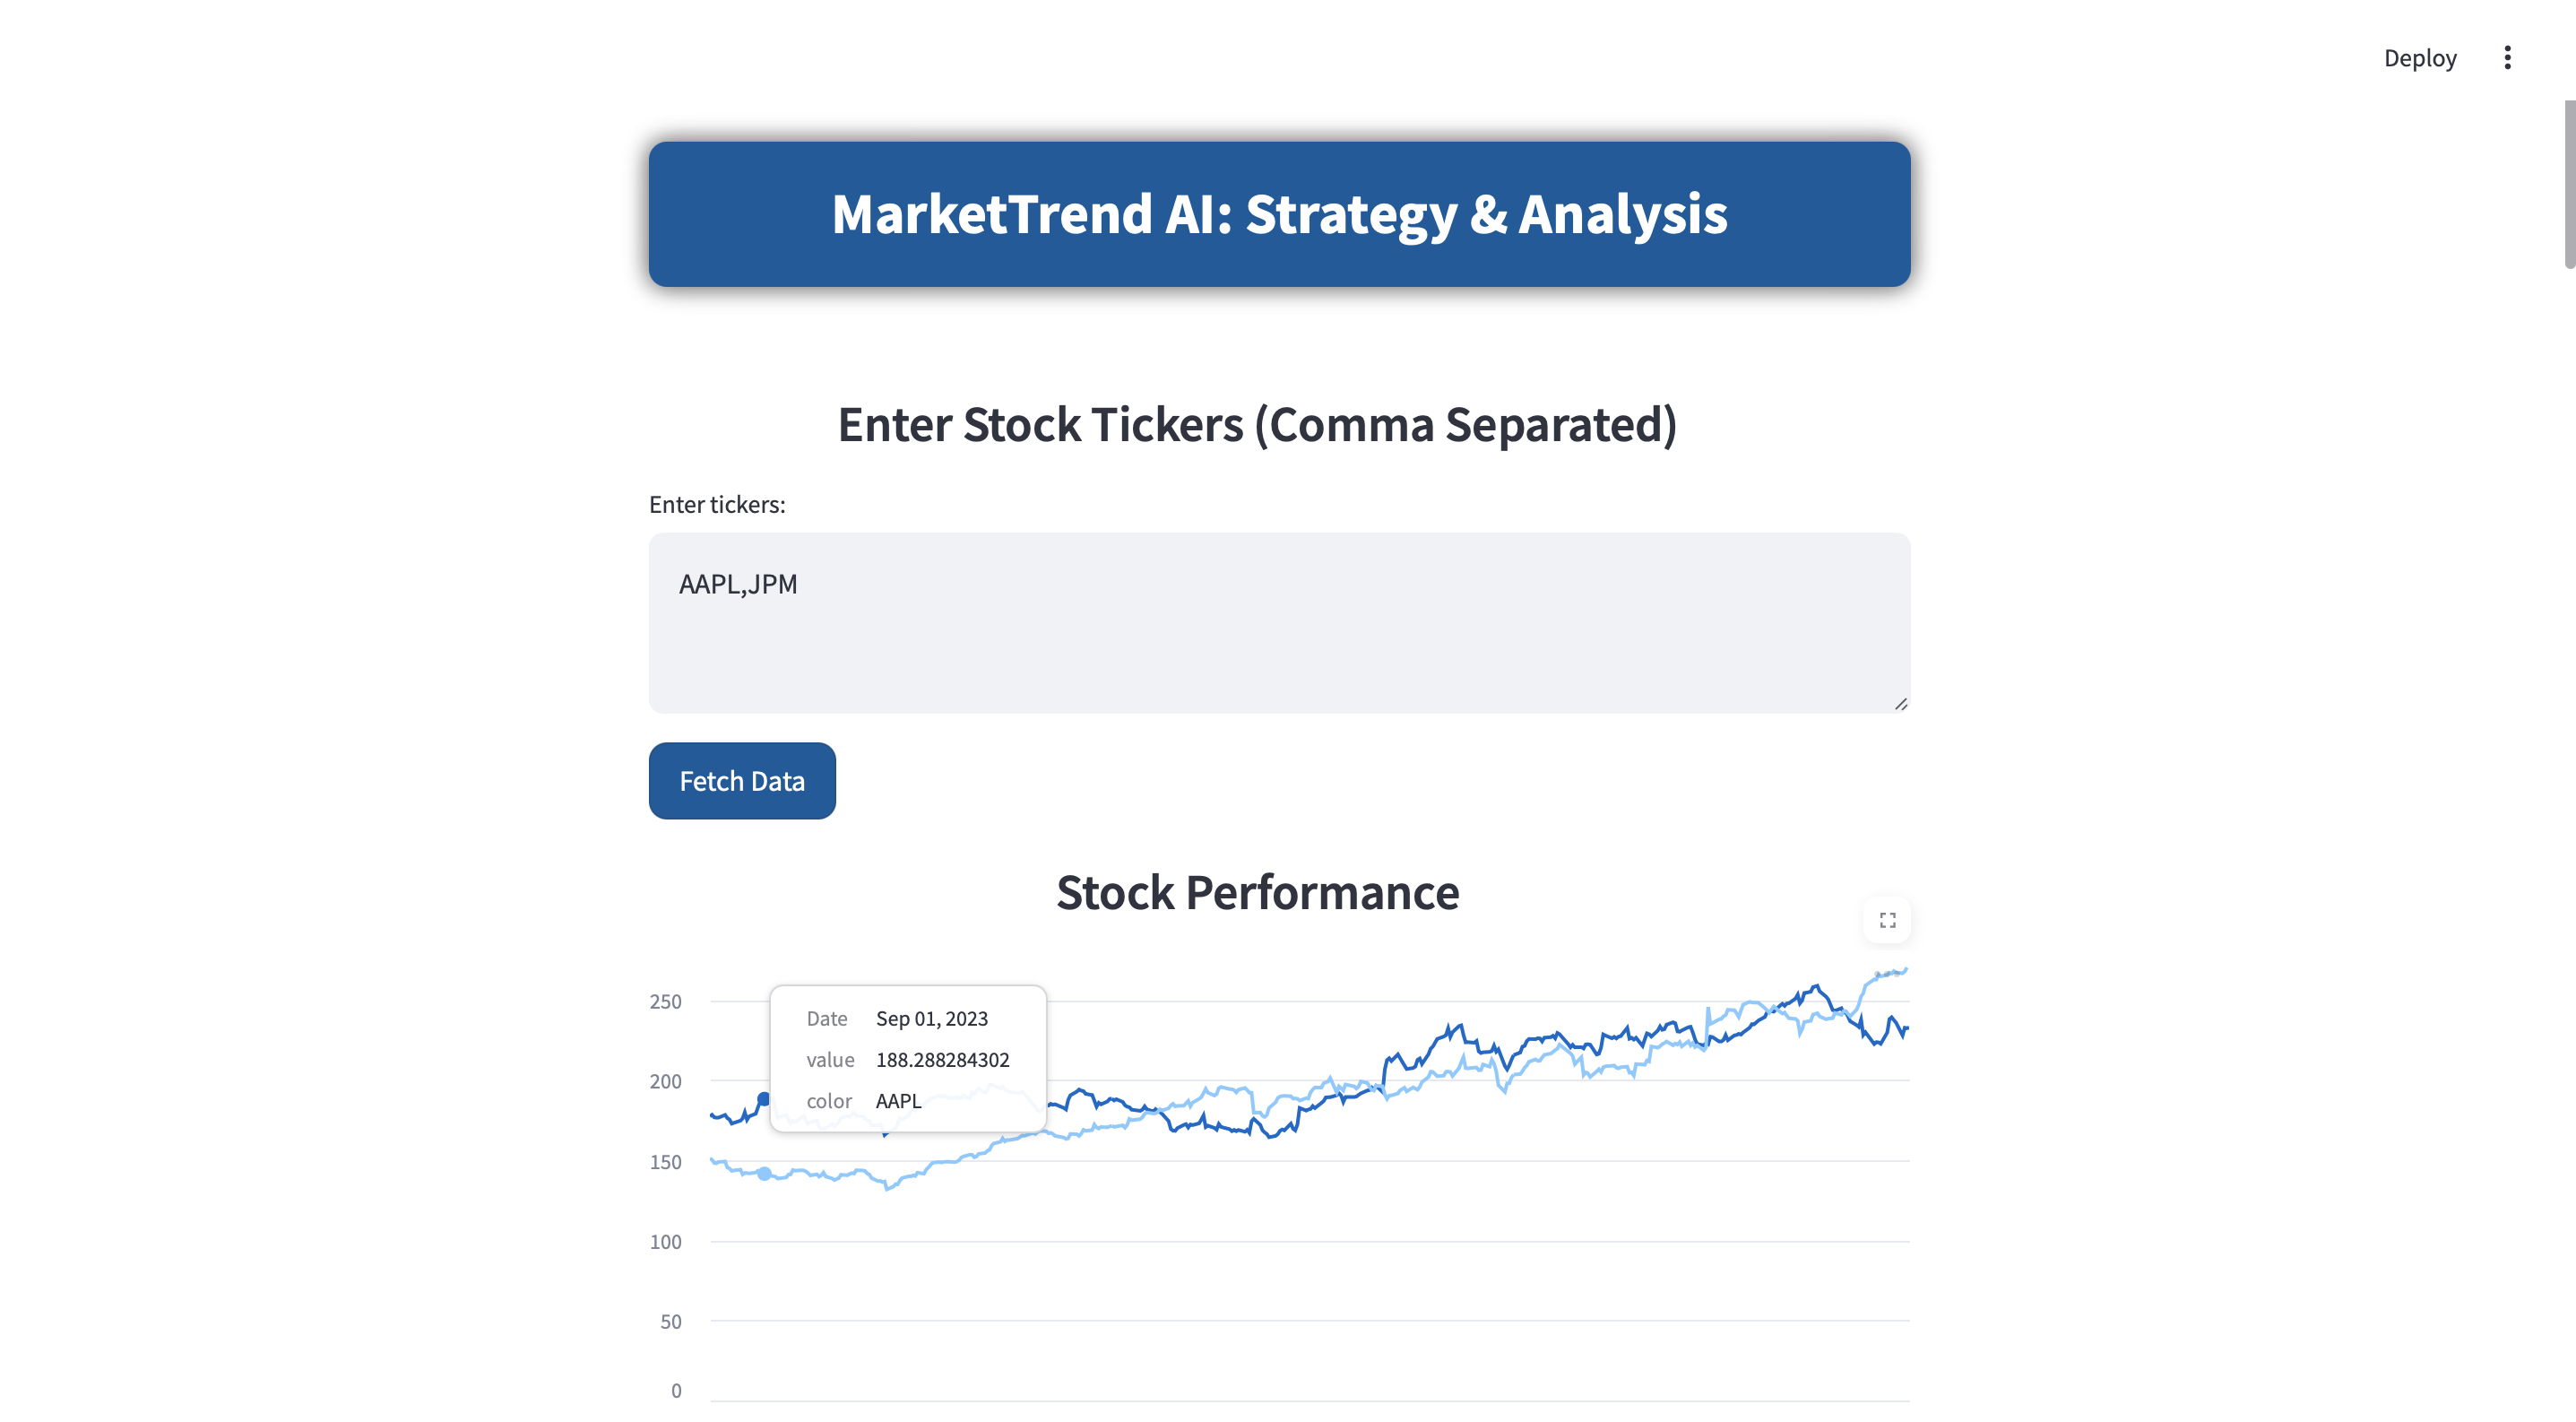 Deploy
MarketTrend AI: Strategy & Analysis
Enter Stock Tickers (Comma Separated)
Enter tickers:
AAPL,JPM
Fetch Data
Stock Performance
250
200
150
100
50
0
Date Sep 01, 2023
value 188.288284302
color AAPL